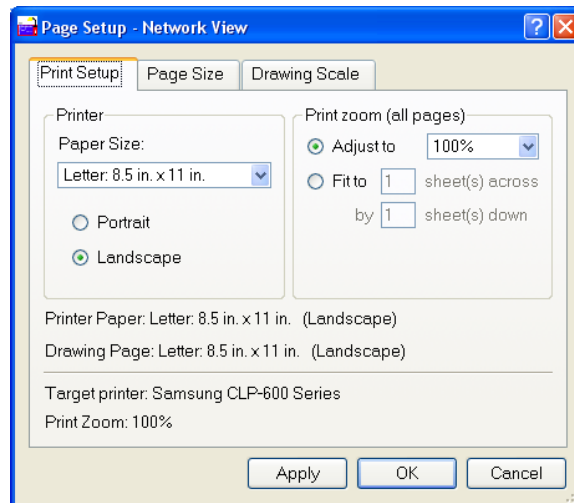 Page Setup - Network View
Print Setup Page Size Drawing Scale
Printer
Paper Size:
Letter: 8.5 in. x 11 in.
Portrait
Landscape
Print zoom (all pages)
Adjust to 100%
Fit to 1 sheet(s) across
by 1 sheet(s) down
Printer Paper: Letter: 8.5 in. x 11 in. (Landscape)
Drawing Page: Letter: 8.5 in. x 11 in. (Landscape)
Target printer: Samsung CLP-600 Series
Print Zoom: 100%
Apply OK Cancel